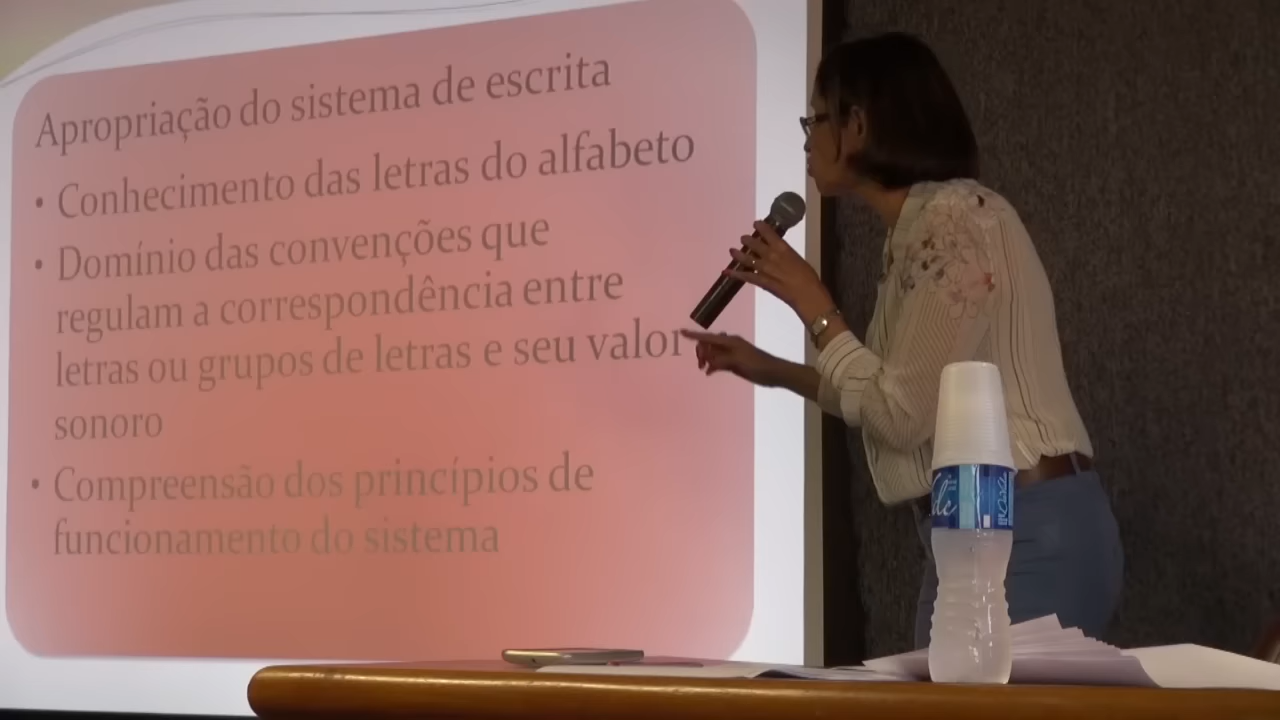 Apropriação do sistema de escrita
• Conhecimento das letras do alfabeto
• Domínio das convenções que
regulam a correspondência entre
letras ou grupos de letras e seu valor
sonoro
• Compreensão dos princípios de
funcionamento do sistema